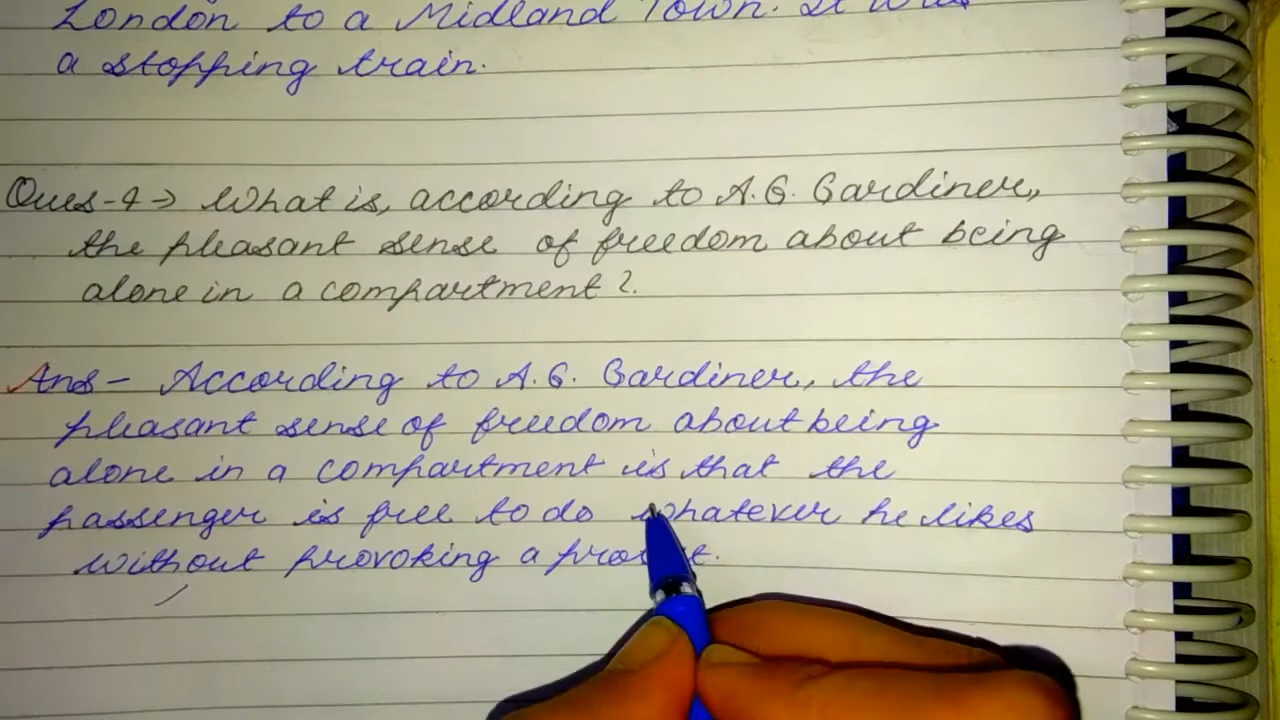 London to a Midland Town. It was
a stopping train.
Ques-4→ What is, according to A.G. Gardiner,
the pleasant sense of freedom about being
alone in a compartment?
Ans- According to A.G. Gardiner, the
pleasant sense of freedom about being
alone in a compartment is that the
passenger is free to do whatever he likes
without provoking a protest.